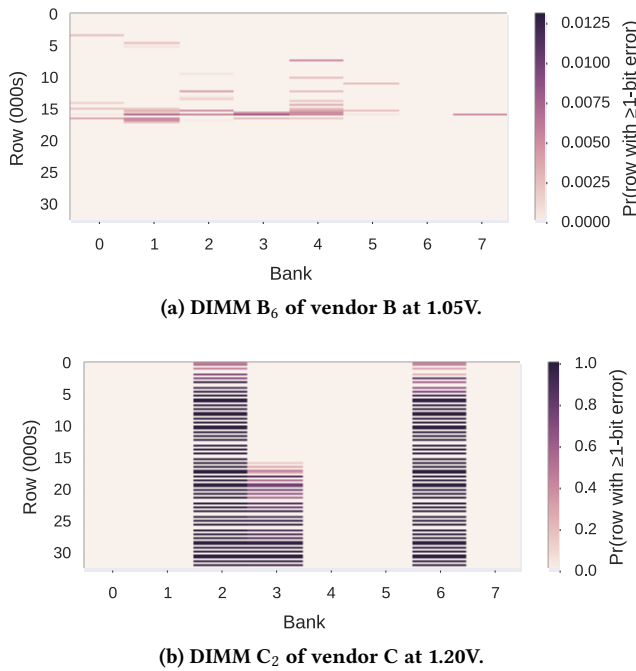 0
5
10
15
20
25
30
Row (000s)
0 1 2 3 4 5 6 7
Bank
0.0125
0.0100
0.0075
0.0050
0.0025
0.0000
Pr(row with ≥1-bit error)
(a) DIMM B₆ of vendor B at 1.05V.
0
5
10
15
20
25
30
Row (000s)
0 1 2 3 4 5 6 7
Bank
1.0
0.8
0.6
0.4
0.2
0.0
Pr(row with ≥1-bit error)
(b) DIMM C₂ of vendor C at 1.20V.